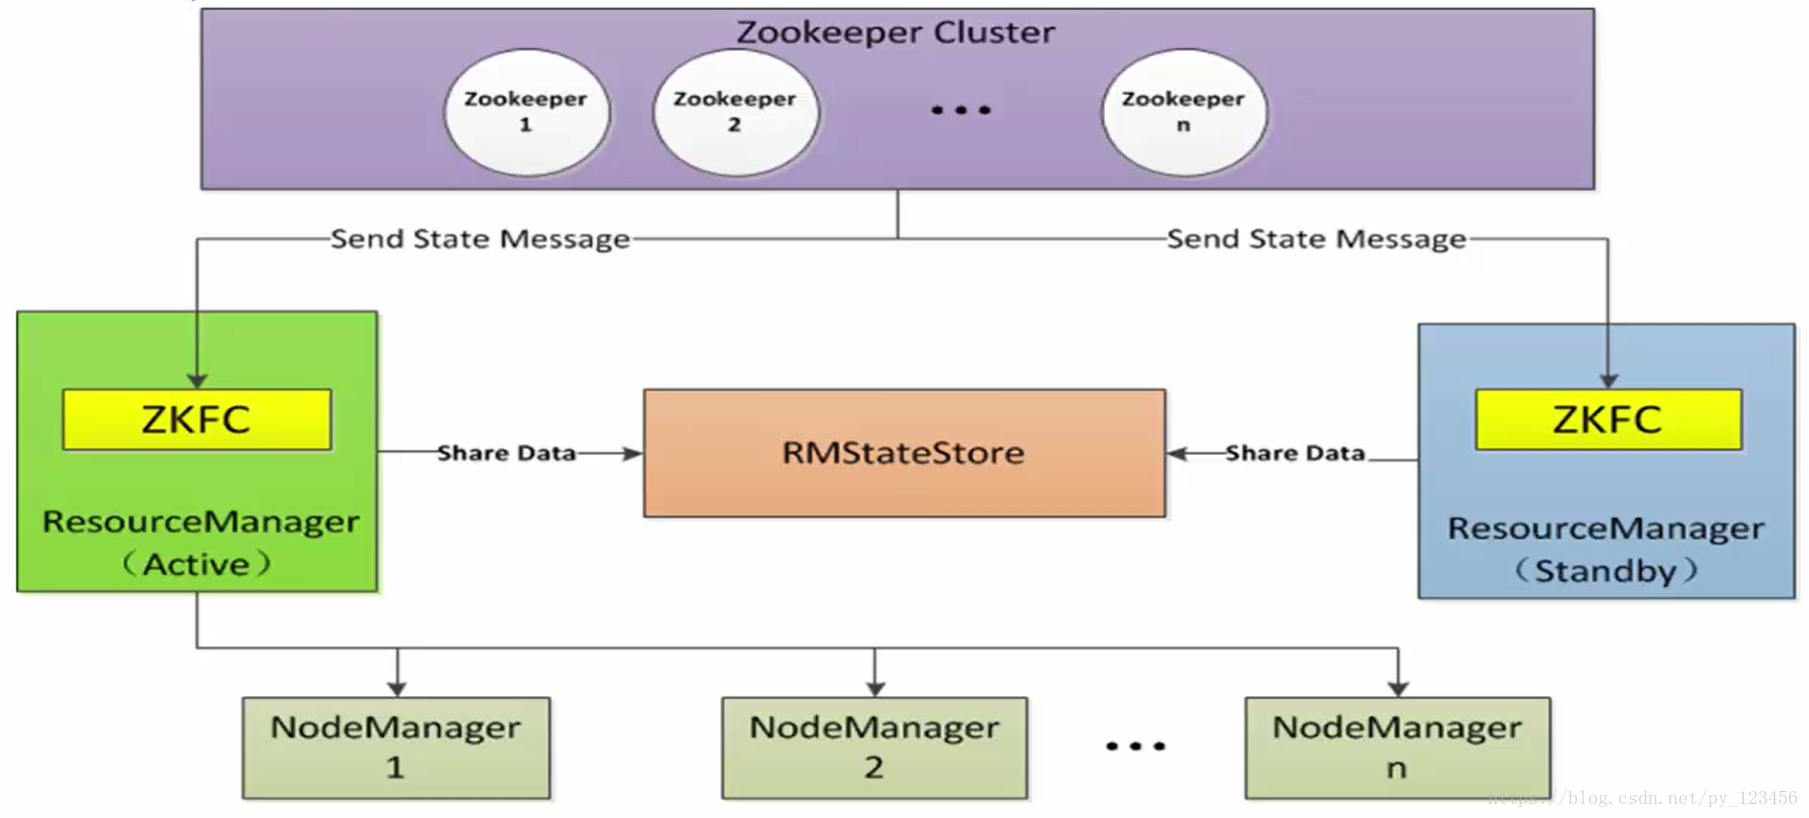 Zookeeper Cluster
Zookeeper
1
Zookeeper
2
•••
Zookeeper
n
Send State Message
Send State Message
ZKFC
ResourceManager
（Active）
Share Data
RMStateStore
Share Data
ZKFC
ResourceManager
（Standby）
NodeManager
1
NodeManager
2
•••
NodeManager
n
https://blog.csdn.net/py_123456